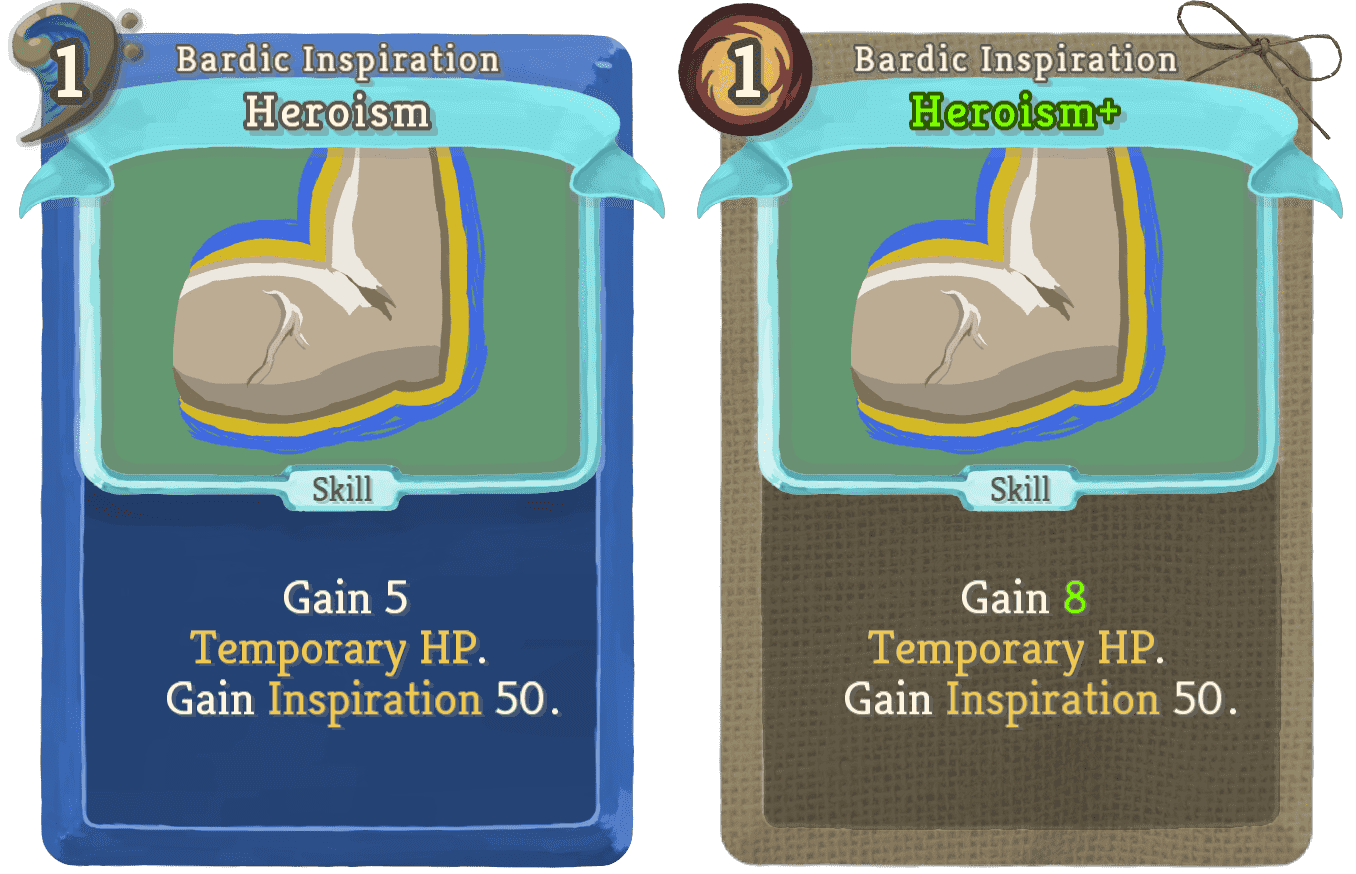 1
Bardic Inspiration
Heroism
Skill
Gain 5
Temporary HP.
Gain Inspiration 50.
1
Bardic Inspiration
Heroism+
Skill
Gain 8
Temporary HP.
Gain Inspiration 50.